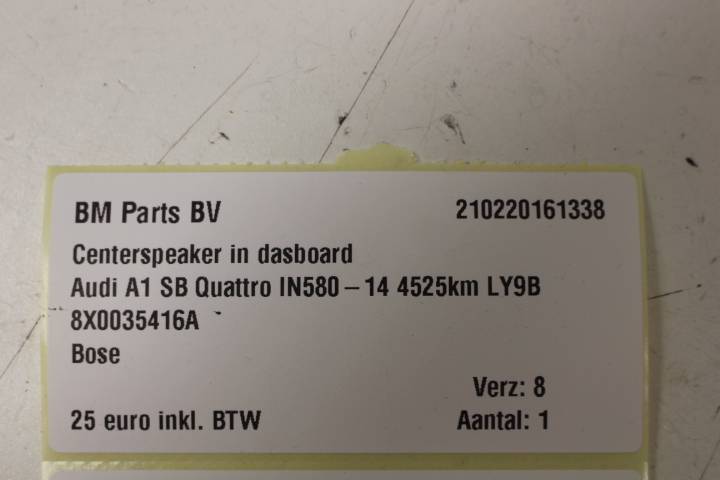 BM Parts BV 210220161338
Centerspeaker in dasboard
Audi A1 SB Quattro IN580 – 14 4525km LY9B
8X0035416A
Bose
Verz: 8
25 euro inkl. BTW Aantal: 1